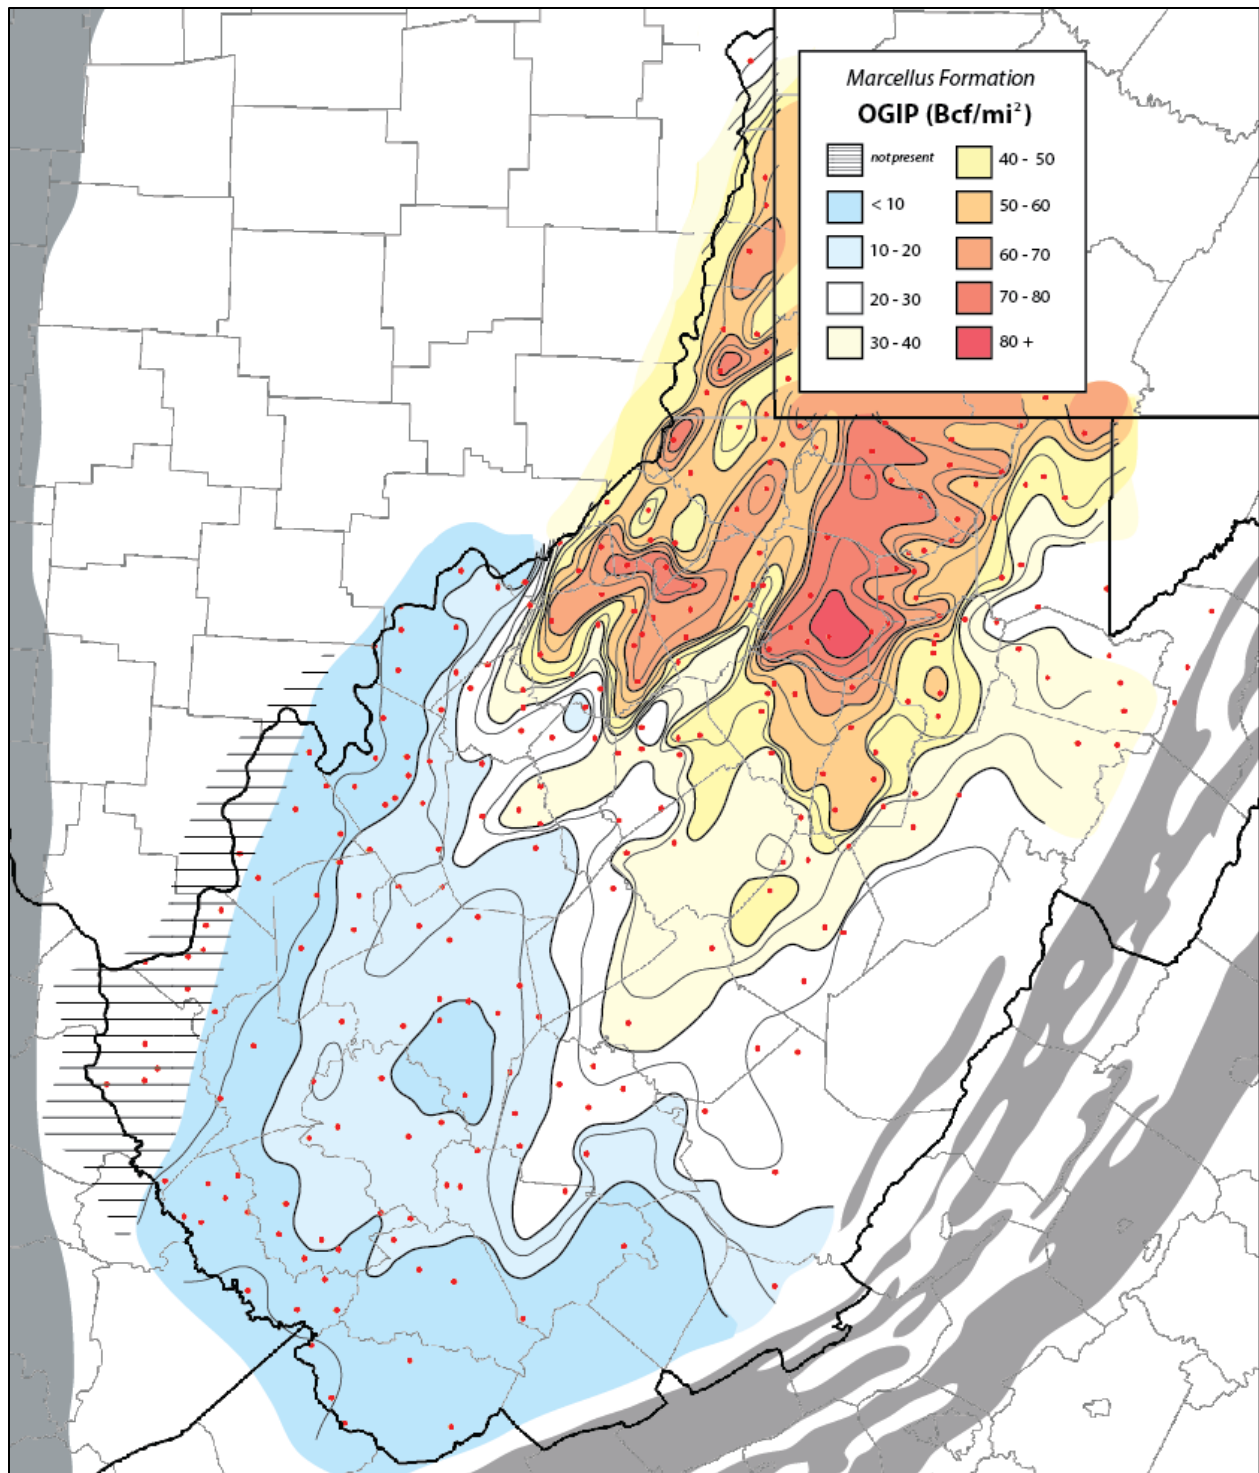 Marcellus Formation
OGIP (Bcf/mi²)
not present
< 10
10 - 20
20 - 30
30 - 40
40 - 50
50 - 60
60 - 70
70 - 80
80 +